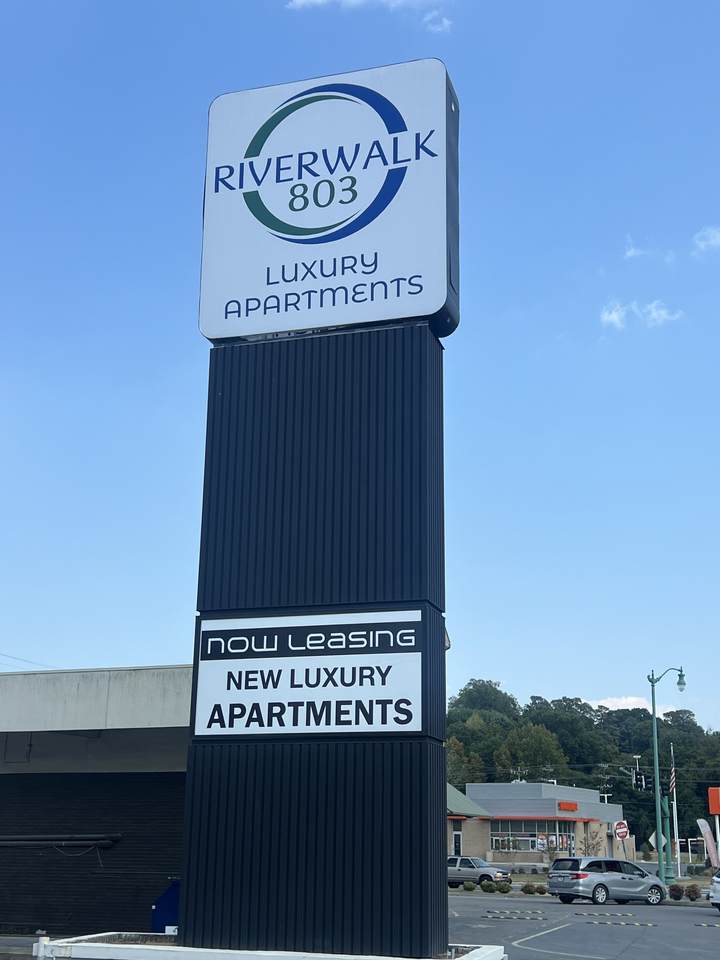 RIVERWALK
803
LUXURY
APARTMENTS
NOW LEASING
NEW LUXURY
APARTMENTS